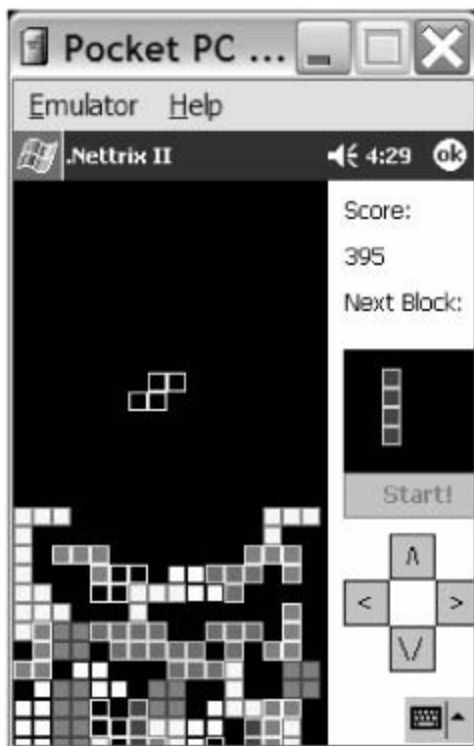 Pocket PC ...
Emulator Help
.Nettrix II 4:29 ok
Score:
395
Next Block:
Start!